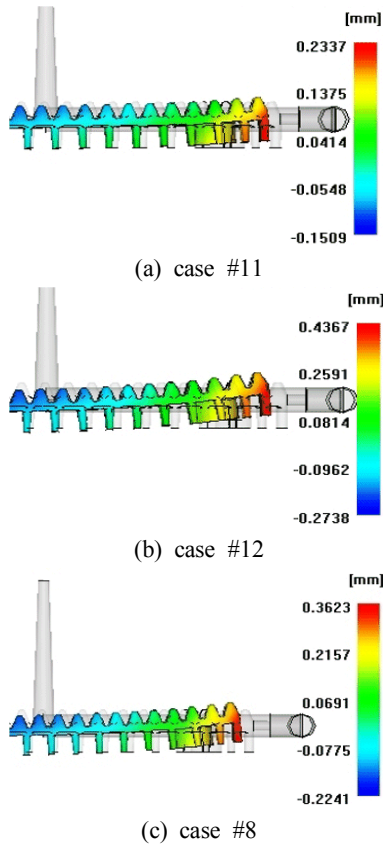 [mm]
0.2337
0.1375
0.0414
-0.0548
-0.1509
(a) case #11
[mm]
0.4367
0.2591
0.0814
-0.0962
-0.2738
(b) case #12
[mm]
0.3623
0.2157
0.0691
-0.0775
-0.2241
(c) case #8